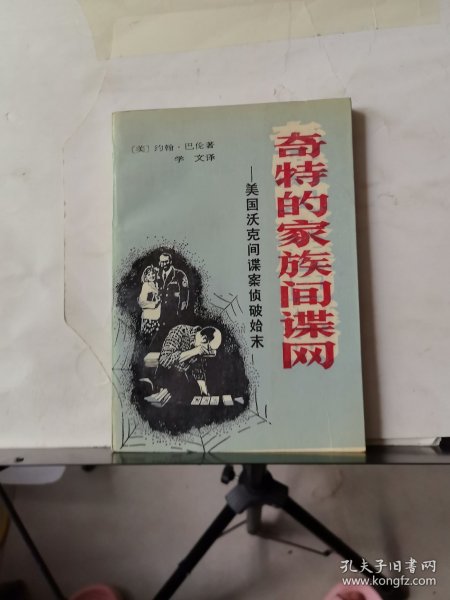 [美]约翰·巴伦著
学文译
奇特的家族间谍网
—美国沃克间谍案侦破始末—
孔夫子旧书网
www.kongfz.com